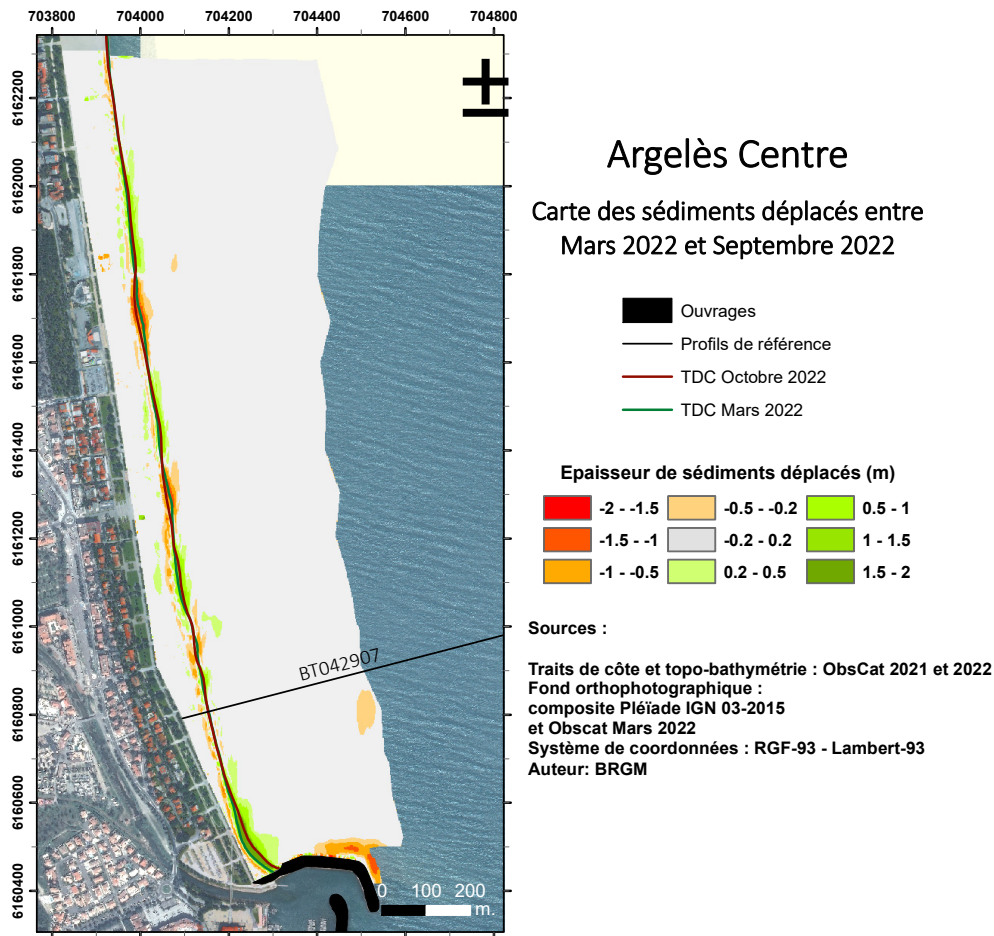 703800 704000 704200 704400 704600 704800
6162200
6162000
6161800
6161600
6161400
6161200
6161000
6160800
6160600
6160400
BT042907
0 100 200
m.
Argelès Centre
Carte des sédiments déplacés entre
Mars 2022 et Septembre 2022
Ouvrages
Profils de référence
TDC Octobre 2022
TDC Mars 2022
Epaisseur de sédiments déplacés (m)
-2 - -1.5 -0.5 - -0.2 0.5 - 1
-1.5 - -1 -0.2 - 0.2 1 - 1.5
-1 - -0.5 0.2 - 0.5 1.5 - 2
Sources :
Traits de côte et topo-bathymétrie : ObsCat 2021 et 2022
Fond orthophotographique :
composite Pléïade IGN 03-2015
et Obscat Mars 2022
Système de coordonnées : RGF-93 - Lambert-93
Auteur: BRGM